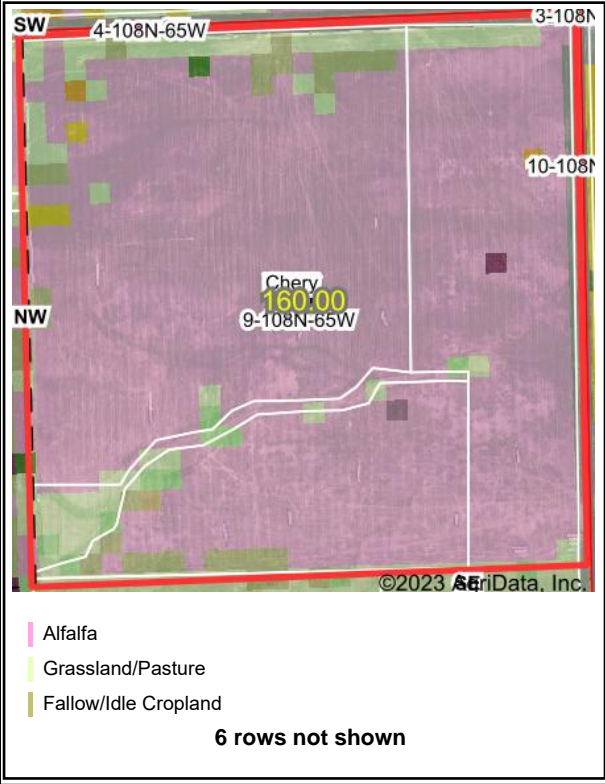 SW
4-108N-65W
3-108N
10-108N
Chery
160.00
9-108N-65W
NW
SE
©2023 AgriData, Inc.
Alfalfa
Grassland/Pasture
Fallow/Idle Cropland
6 rows not shown